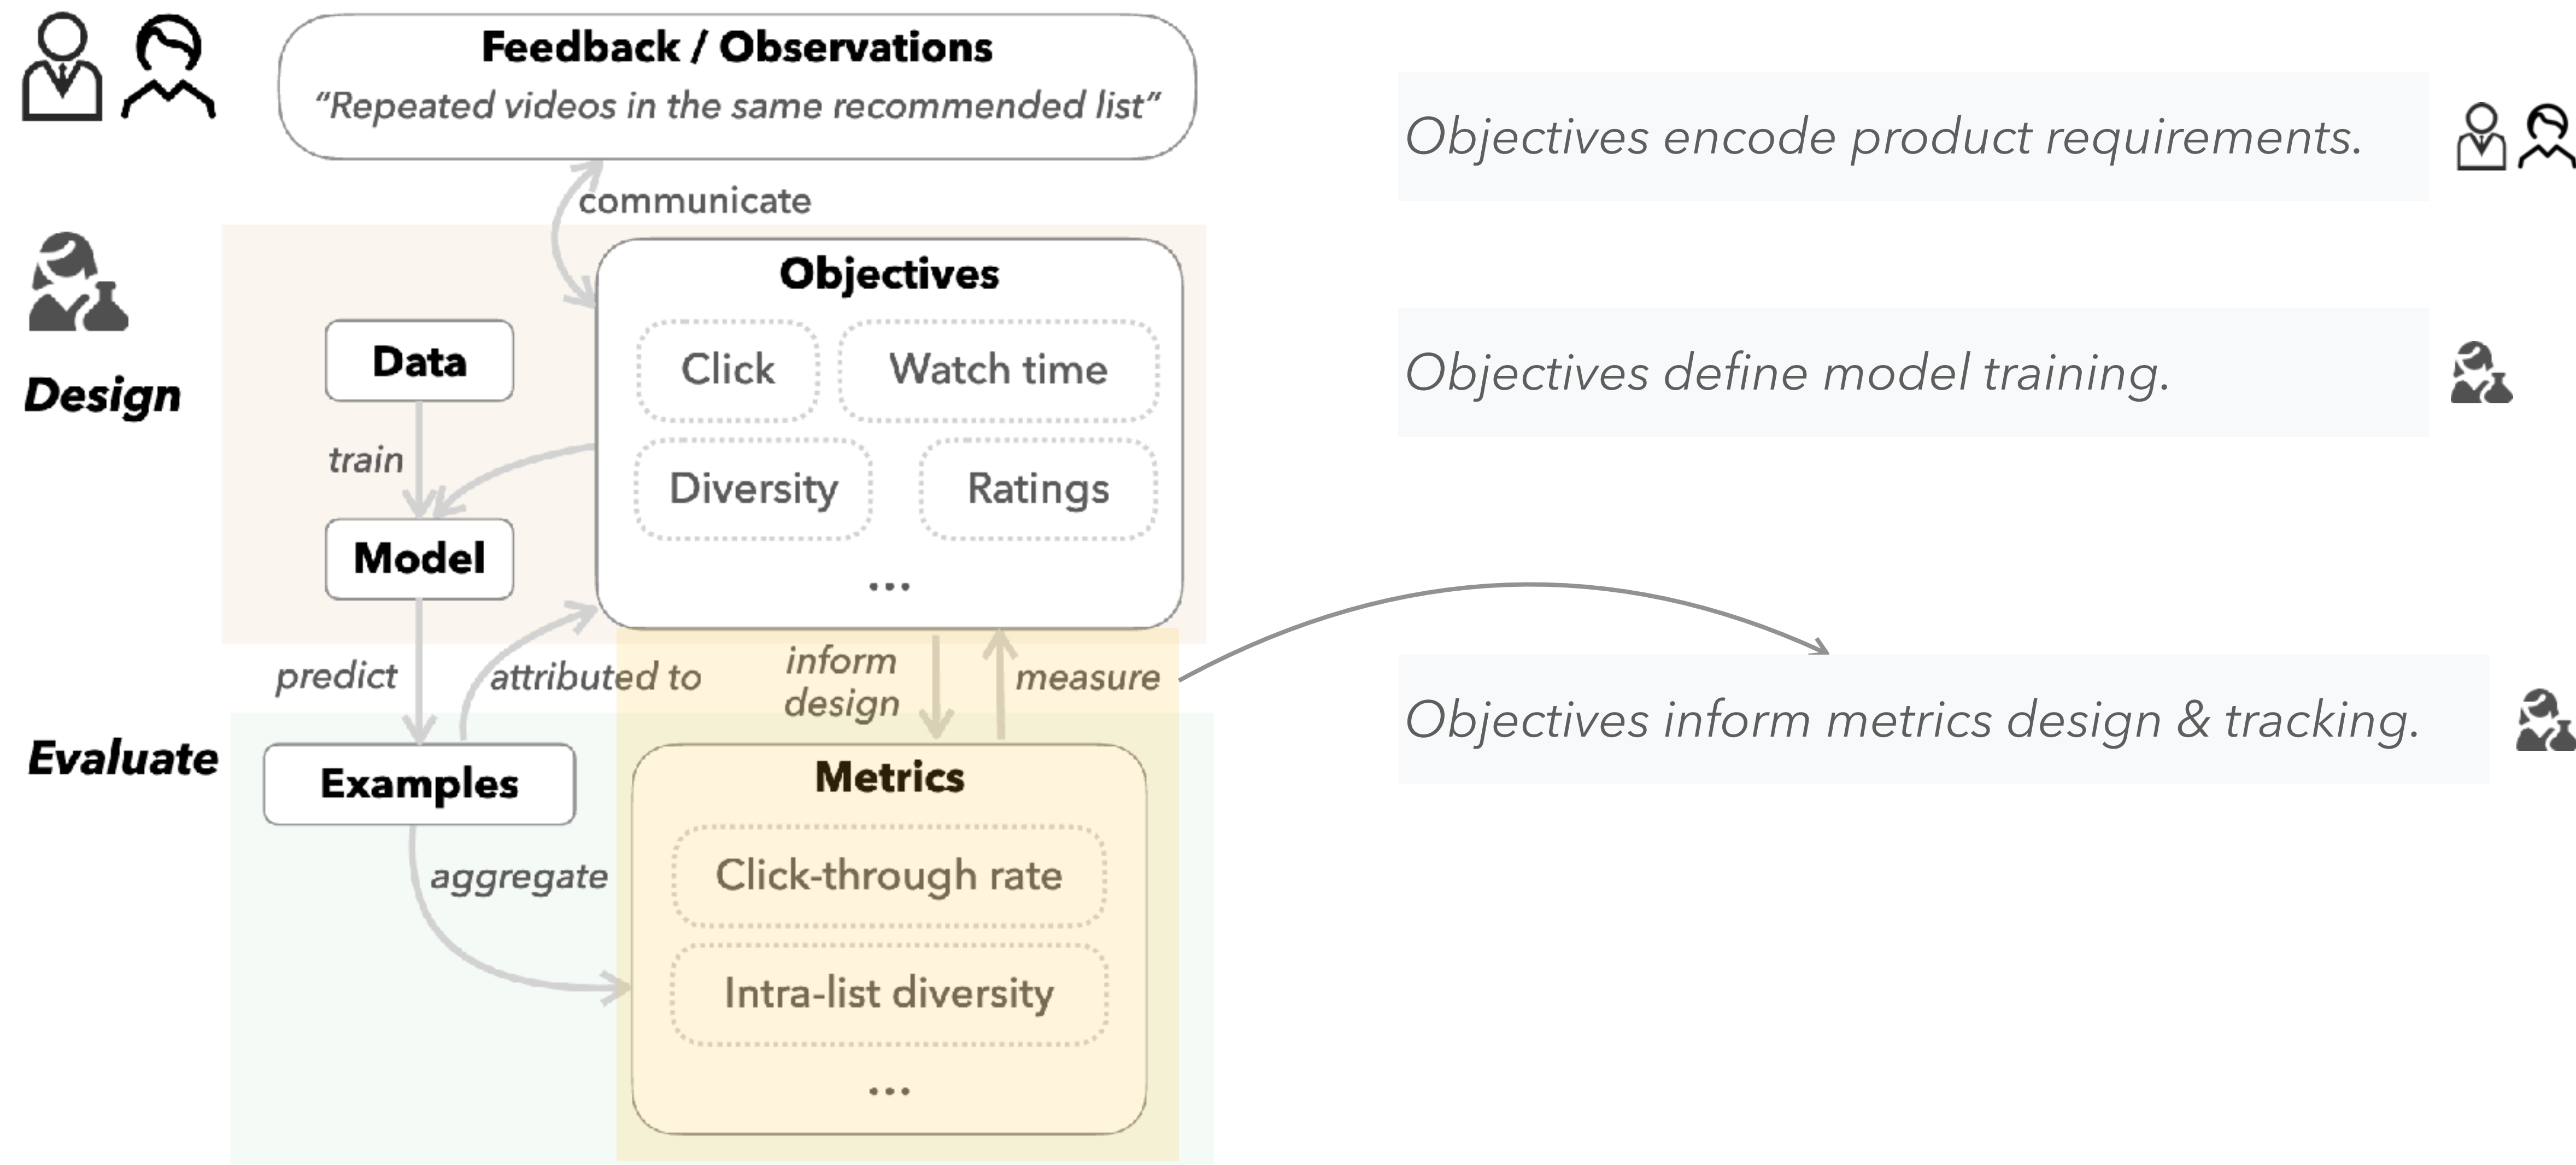 Feedback / Observations
“Repeated videos in the same recommended list”
communicate
Objectives
Click
Watch time
Diversity
Ratings
...
Data
train
Model
Design
predict
attributed to
inform
design
measure
Evaluate
Examples
aggregate
Metrics
Click-through rate
Intra-list diversity
...
Objectives encode product requirements.
Objectives define model training.
Objectives inform metrics design & tracking.